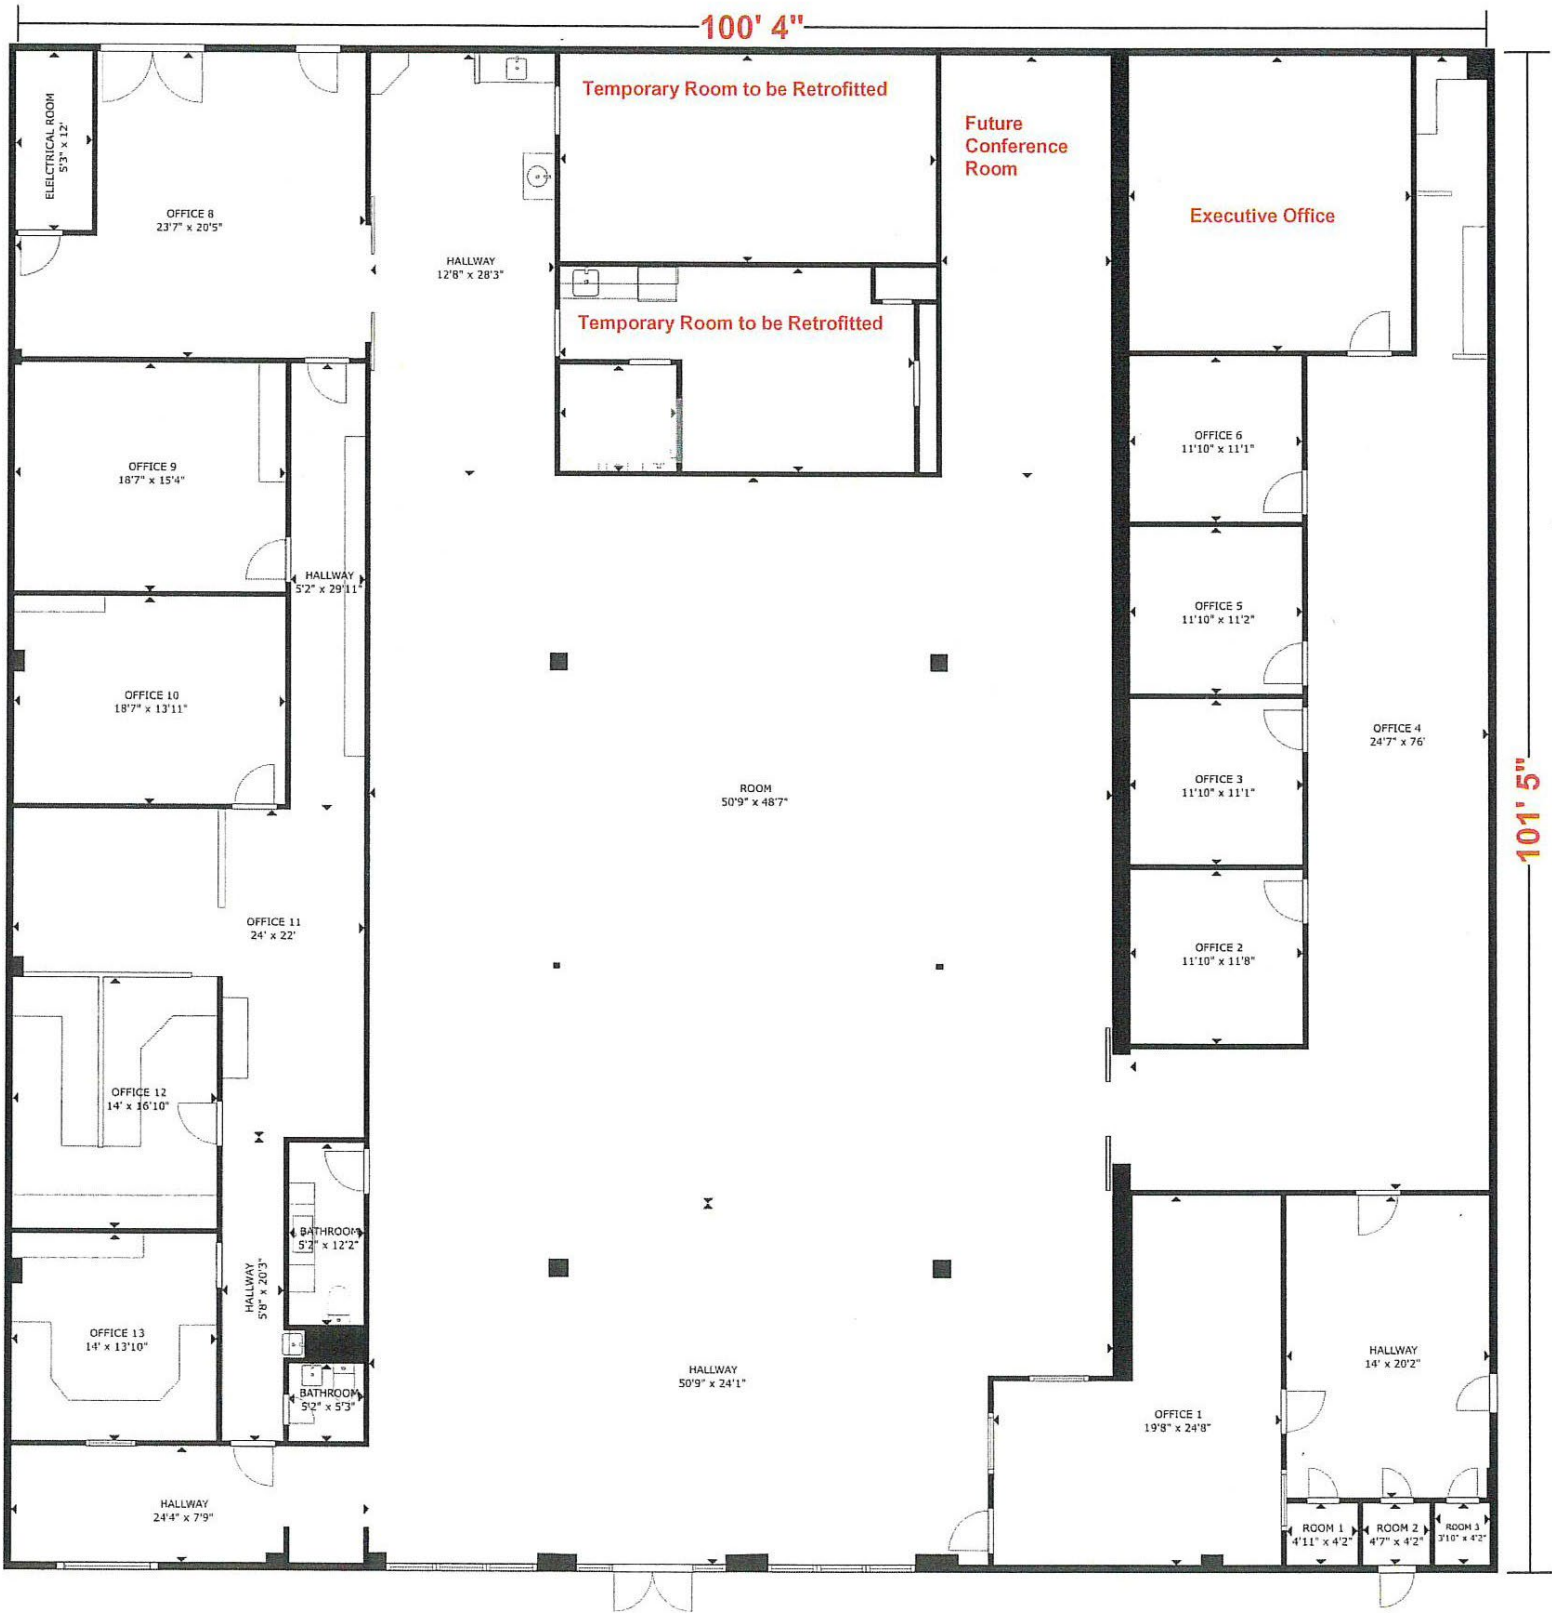 100' 4"
Temporary Room to be Retrofitted
Future
Conference
Room
ELELCTRICAL ROOM
5'3" x 12'
OFFICE 8
23'7" x 20'5"
Executive Office
HALLWAY
12'8" x 28'3"
Temporary Room to be Retrofitted
OFFICE 6
11'10" x 11'1"
OFFICE 9
18'7" x 15'4"
HALLWAY
5'2" x 29'11"
OFFICE 5
11'10" x 11'2"
OFFICE 10
18'7" x 13'11"
OFFICE 4
24'7" x 76'
ROOM
50'9" x 48'7"
OFFICE 3
11'10" x 11'1"
101' 5"
OFFICE 11
24' x 22'
OFFICE 2
11'10" x 11'8"
OFFICE 12
14' x 16'10"
BATHROOM
5'2" x 12'2"
HALLWAY
5'8" x 20'3"
OFFICE 13
14' x 13'10"
HALLWAY
14' x 20'2"
HALLWAY
50'9" x 24'1"
BATHROOM
5'2" x 5'3"
OFFICE 1
19'8" x 24'8"
HALLWAY
24'4" x 7'9"
ROOM 1
4'11" x 4'2"
ROOM 2
4'7" x 4'2"
ROOM 3
3'10" x 4'2"